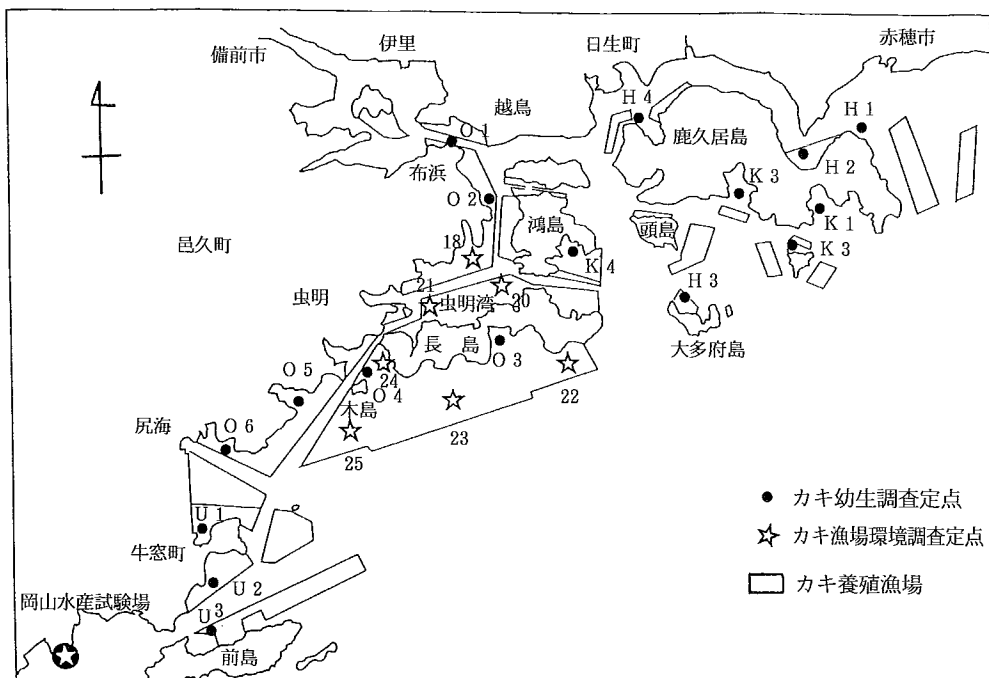 伊里
日生町
赤穂市
備前市
越鳥
H 4
H 1
O 1
鹿久居島
布浜
H 2
K 3
O 2
K 1
鴻島
頭島
18
K 3
邑久町
K 4
21
20
H 3
虫明
虫明湾
大多府島
長島
O 3
O 5
24
O 4
22
木島
尻海
O 6
23
25
● カキ幼生調査定点
U 1
☆ カキ漁場環境調査定点
牛窓町
U 2
カキ養殖漁場
岡山水産試験場
U 3
前島